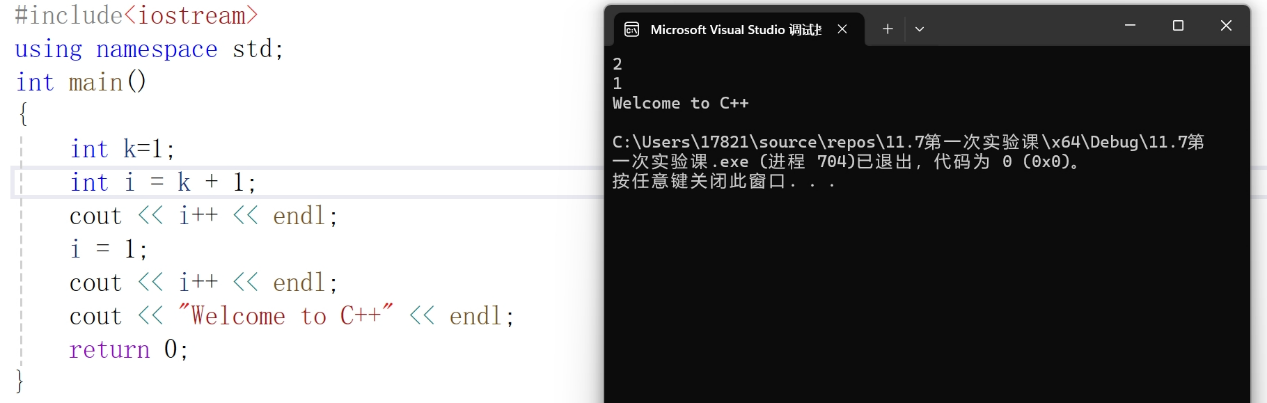 #include<iostream>
using namespace std;
int main()
{
int k=1;
int i = k + 1;
cout << i++ << endl;
i = 1;
cout << i++ << endl;
cout << "Welcome to C++" << endl;
return 0;
}
Microsoft Visual Studio 调试
2
1
Welcome to C++
C:\Users\17821\source\repos\11.7第一次实验课\x64\Debug\11.7第
一次实验课.exe (进程 704)已退出，代码为 0 (0x0)。
按任意键关闭此窗口. . .